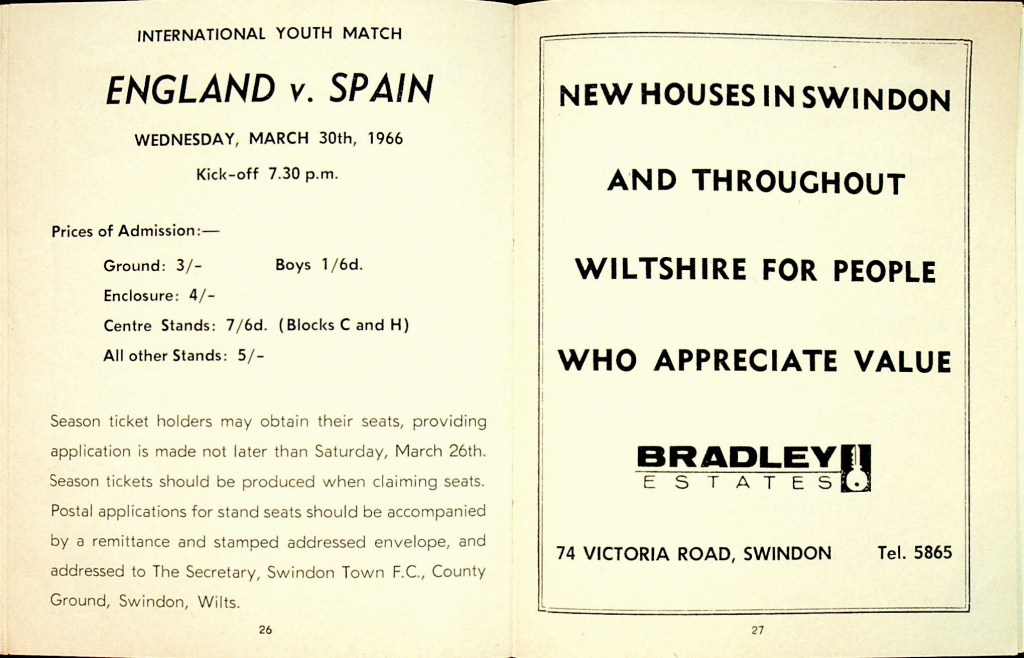 INTERNATIONAL YOUTH MATCH
ENGLAND v. SPAIN
WEDNESDAY, MARCH 30th, 1966
Kick-off 7.30 p.m.
Prices of Admission:—
Ground: 3/- Boys 1/6d.
Enclosure: 4/-
Centre Stands: 7/6d. (Blocks C and H)
All other Stands: 5/-
Season ticket holders may obtain their seats, providing
application is made not later than Saturday, March 26th.
Season tickets should be produced when claiming seats.
Postal applications for stand seats should be accompanied
by a remittance and stamped addressed envelope, and
addressed to The Secretary, Swindon Town F.C., County
Ground, Swindon, Wilts.
26
NEW HOUSES IN SWINDON
AND THROUGHOUT
WILTSHIRE FOR PEOPLE
WHO APPRECIATE VALUE
BRADLEY
ESTATES
74 VICTORIA ROAD, SWINDON Tel. 5865
27